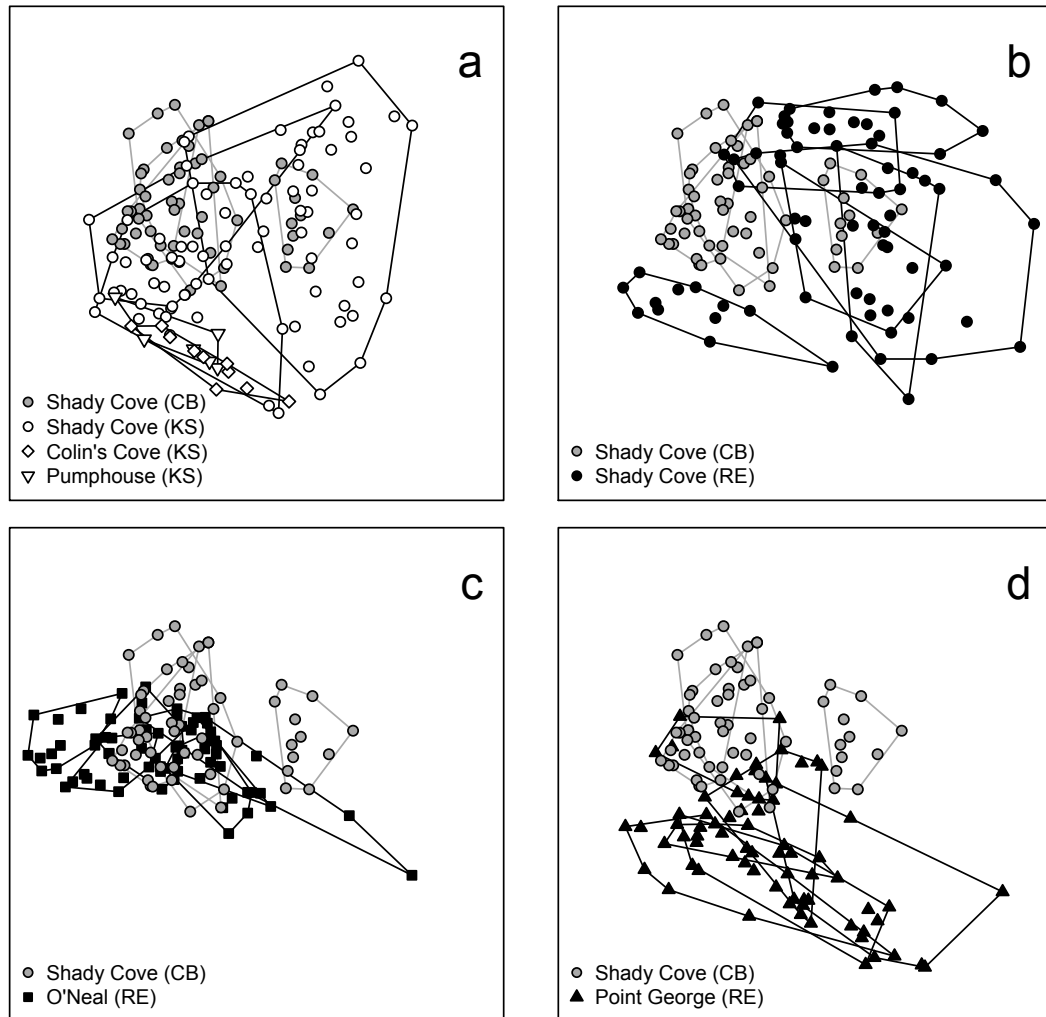 a
Shady Cove (CB)
Shady Cove (KS)
Colin's Cove (KS)
Pumphouse (KS)
b
Shady Cove (CB)
Shady Cove (RE)
c
Shady Cove (CB)
O'Neal (RE)
d
Shady Cove (CB)
Point George (RE)